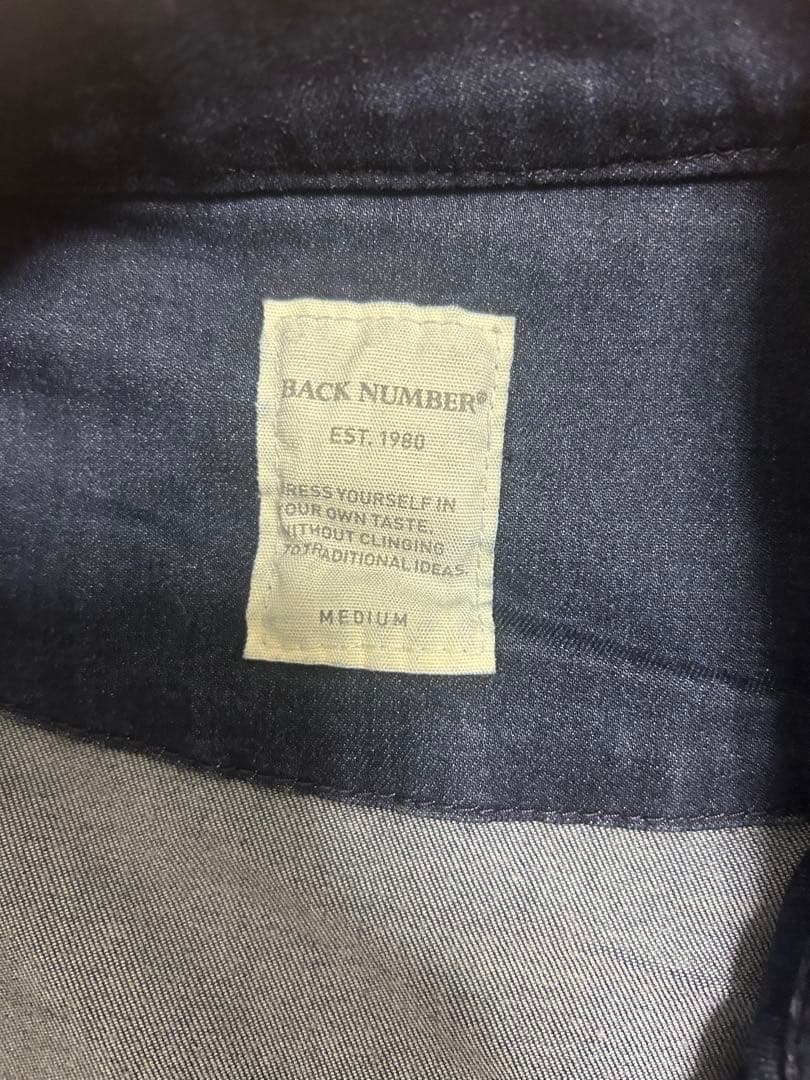 BACK NUMBER®
EST. 1980
RESS YOURSELF IN
OUR OWN TASTE.
WITHOUT CLINGING
TO TRADITIONAL IDEAS.
MEDIUM